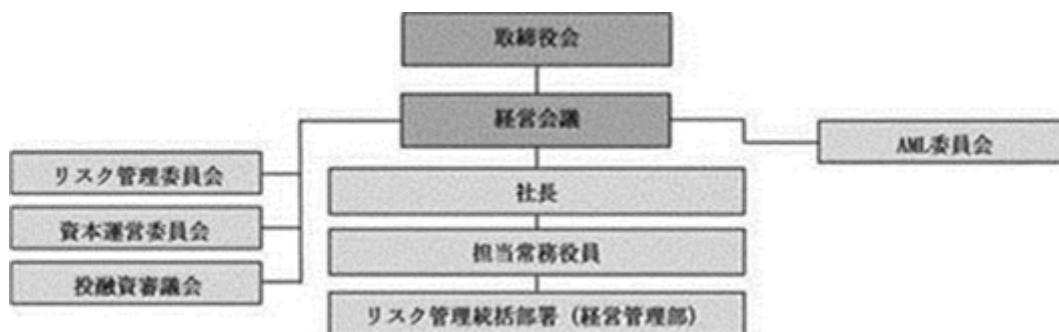 取締役会
経営会議
AML委員会
リスク管理委員会
社長
資本運営委員会
担当常務役員
投融資審議会
リスク管理統括部署（経営管理部）